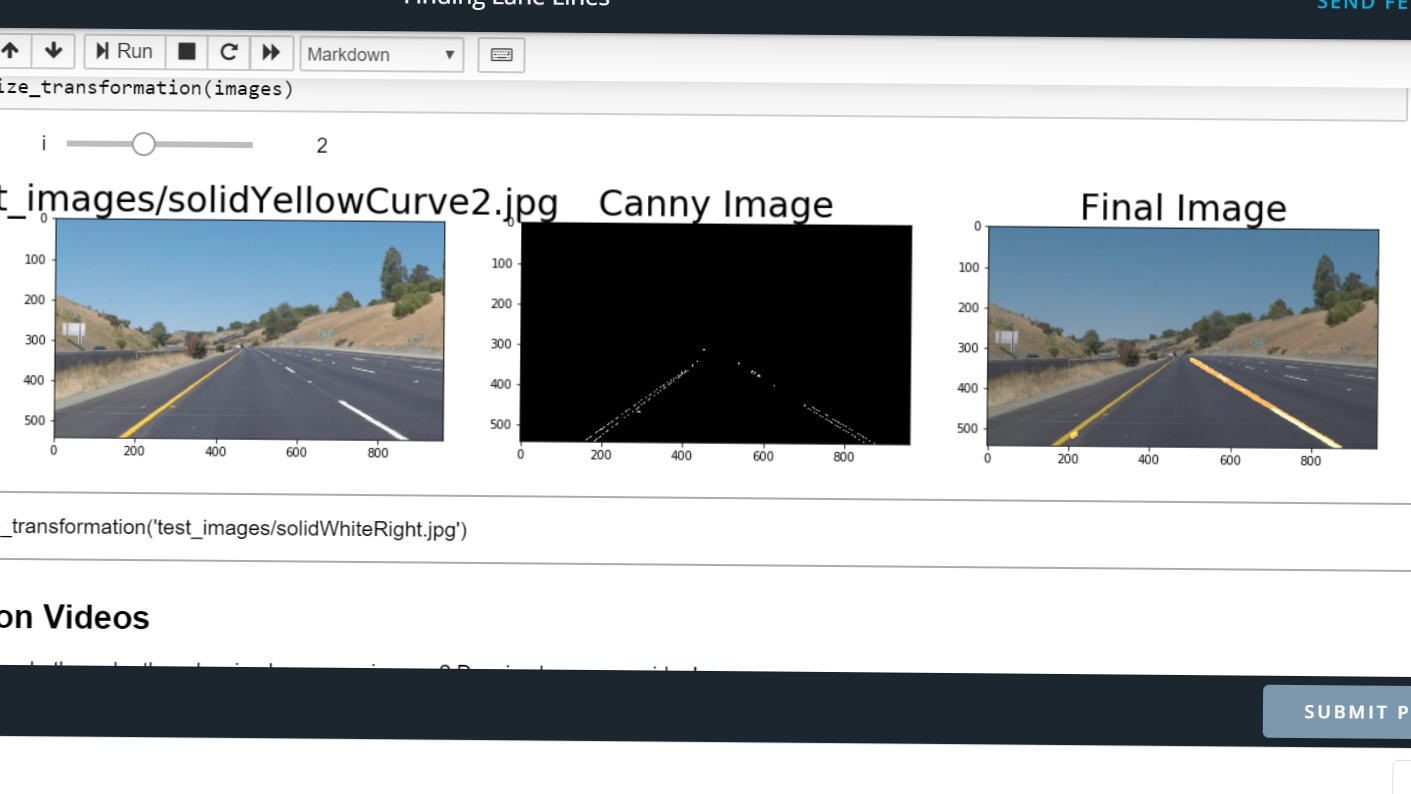 Finding Lane Lines
SEND FE
Run
Markdown
ize_transformation(images)
i 2
t_images/solidYellowCurve2.jpg
Canny Image
Final Image
0
100
200
300
400
500
0 200 400 600 800
0
100
200
300
400
500
0 200 400 600 800
0
100
200
300
400
500
0 200 400 600 800
_transformation('test_images/solidWhiteRight.jpg')
on Videos
SUBMIT P